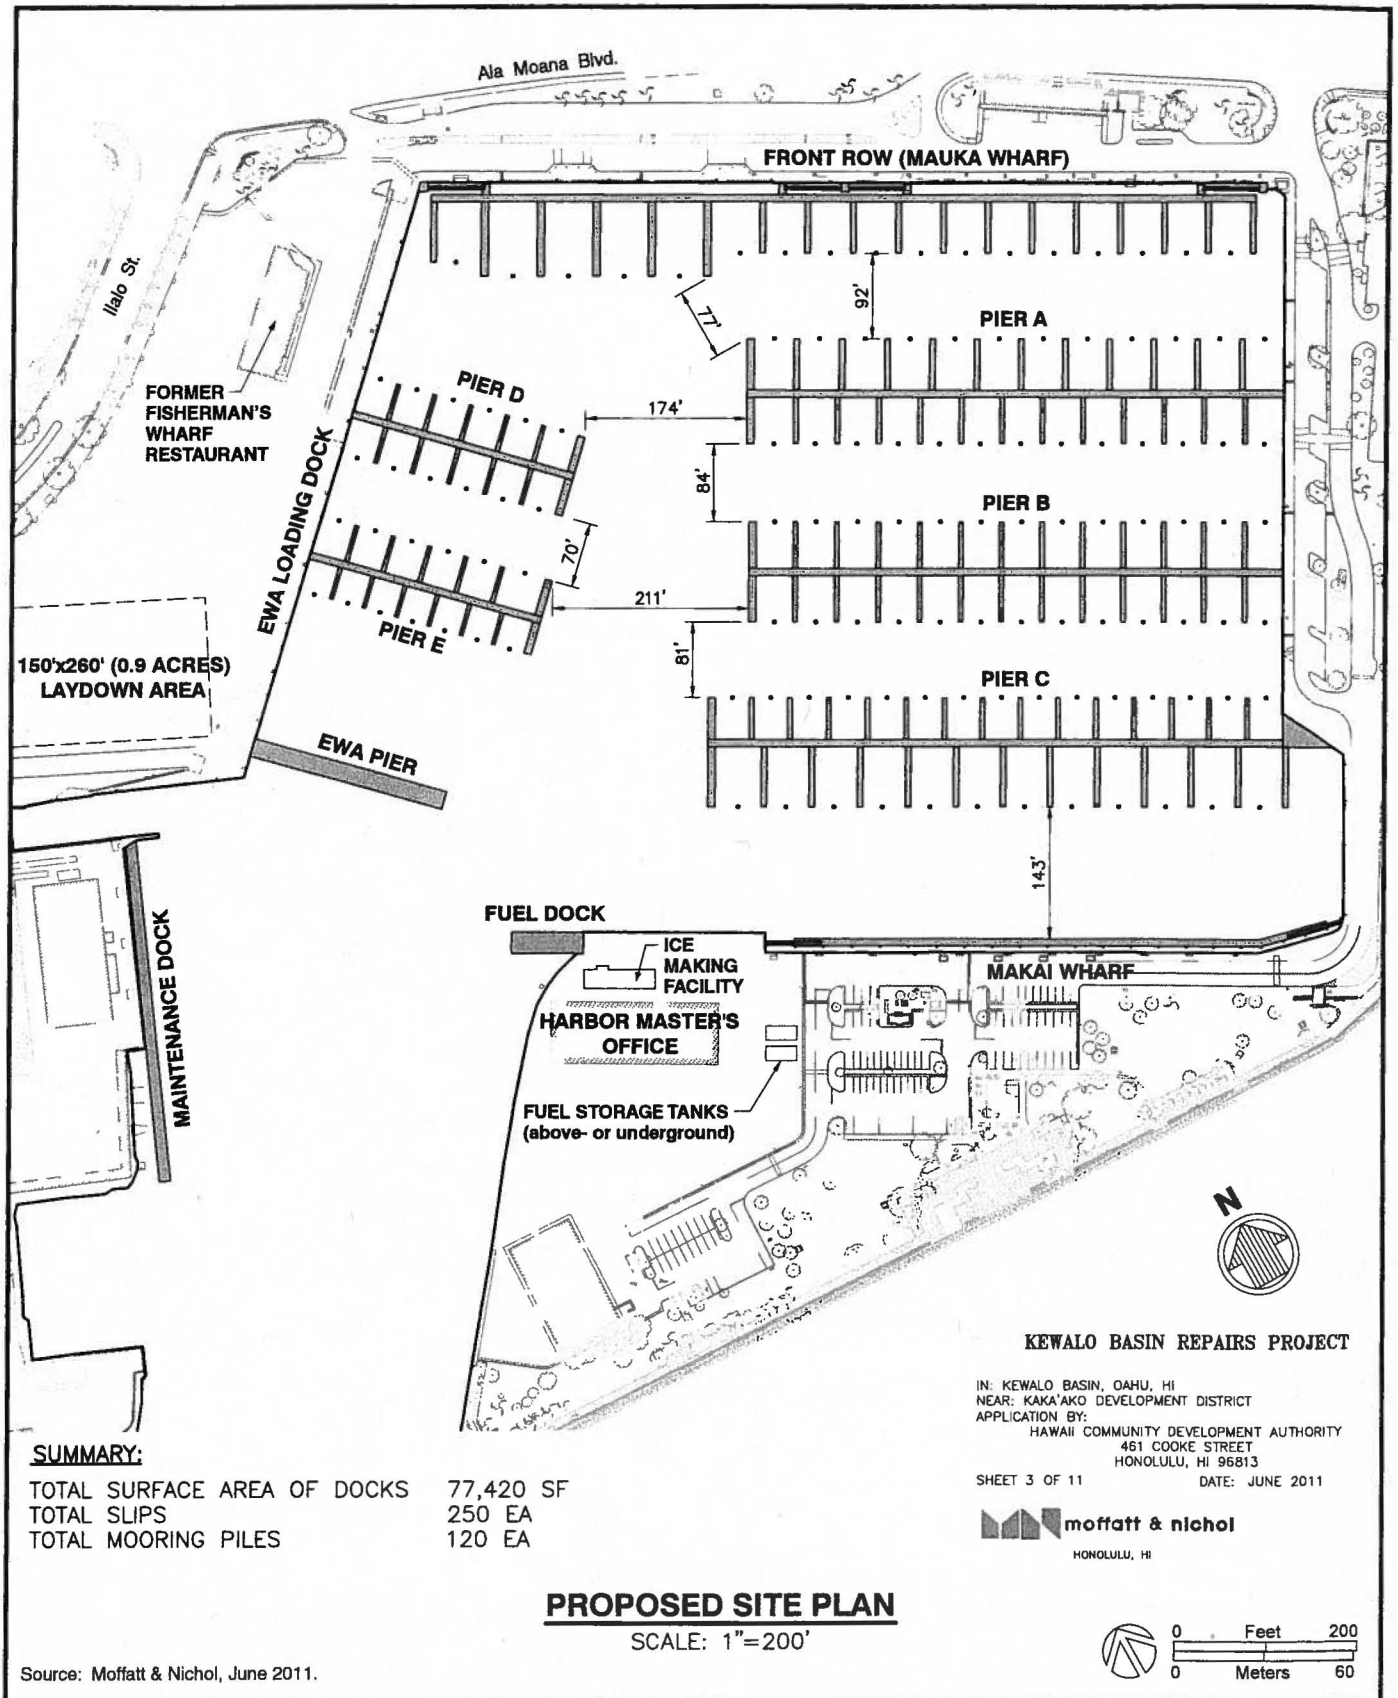 Ala Moana Blvd.
FRONT ROW (MAUKA WHARF)
Ilalo St.
92'
77'
PIER A
FORMER
FISHERMAN'S
WHARF
RESTAURANT
PIER D
174'
EWA LOADING DOCK
84'
PIER B
70'
211'
PIER E
81'
150'x260' (0.9 ACRES)
LAYDOWN AREA
PIER C
EWA PIER
143'
MAINTENANCE DOCK
FUEL DOCK
ICE
MAKING
FACILITY
MAKAI WHARF
HARBOR MASTER'S
OFFICE
FUEL STORAGE TANKS
(above- or underground)
N
KEWALO BASIN REPAIRS PROJECT
IN: KEWALO BASIN, OAHU, HI
NEAR: KAKA'AKO DEVELOPMENT DISTRICT
APPLICATION BY:
HAWAII COMMUNITY DEVELOPMENT AUTHORITY
461 COOKE STREET
HONOLULU, HI 96813
SHEET 3 OF 11 DATE: JUNE 2011
moffatt & nichol
HONOLULU, HI
SUMMARY:
TOTAL SURFACE AREA OF DOCKS 77,420 SF
TOTAL SLIPS 250 EA
TOTAL MOORING PILES 120 EA
PROPOSED SITE PLAN
SCALE: 1"=200'
0 Feet 200
0 Meters 60
Source: Moffatt & Nichol, June 2011.